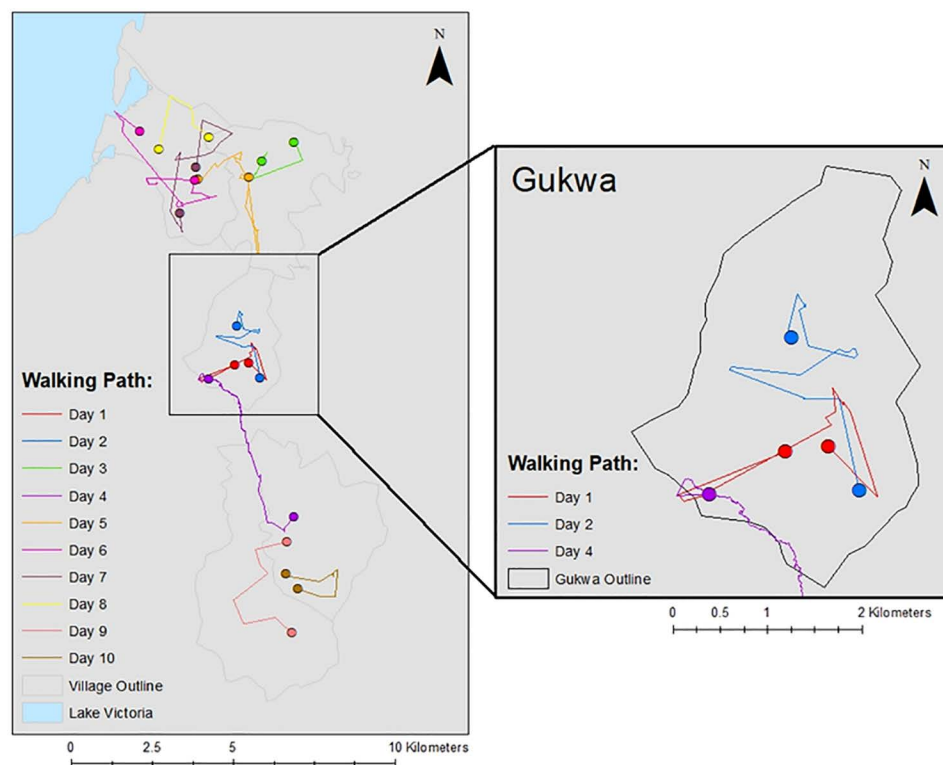 N
Walking Path:
Day 1
Day 2
Day 3
Day 4
Day 5
Day 6
Day 7
Day 8
Day 9
Day 10
Village Outline
Lake Victoria
0 2.5 5 10 Kilometers
Gukwa
N
Walking Path:
Day 1
Day 2
Day 4
Gukwa Outline
0 0.5 1 2 Kilometers